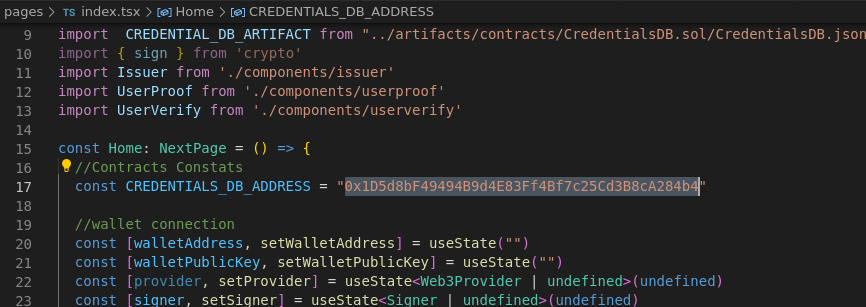 pages > TS index.tsx > Home > CREDENTIALS_DB_ADDRESS
9 import  CREDENTIAL_DB_ARTIFACT from "../artifacts/contracts/CredentialsDB.sol/CredentialsDB.json
10 import { sign } from 'crypto'
11 import Issuer from './components/issuer'
12 import UserProof from './components/userproof'
13 import UserVerify from './components/userverify'
14
15 const Home: NextPage = () => {
16 //Contracts Constats
17 const CREDENTIALS_DB_ADDRESS = "0x1D5d8bF49494B9d4E83Ff4Bf7c25Cd3B8cA284b4"
18
19 //wallet connection
20 const [walletAddress, setWalletAddress] = useState("")
21 const [walletPublicKey, setWalletPublicKey] = useState("")
22 const [provider, setProvider] = useState<Web3Provider | undefined>(undefined)
23 const [signer, setSigner] = useState<Signer | undefined>(undefined)